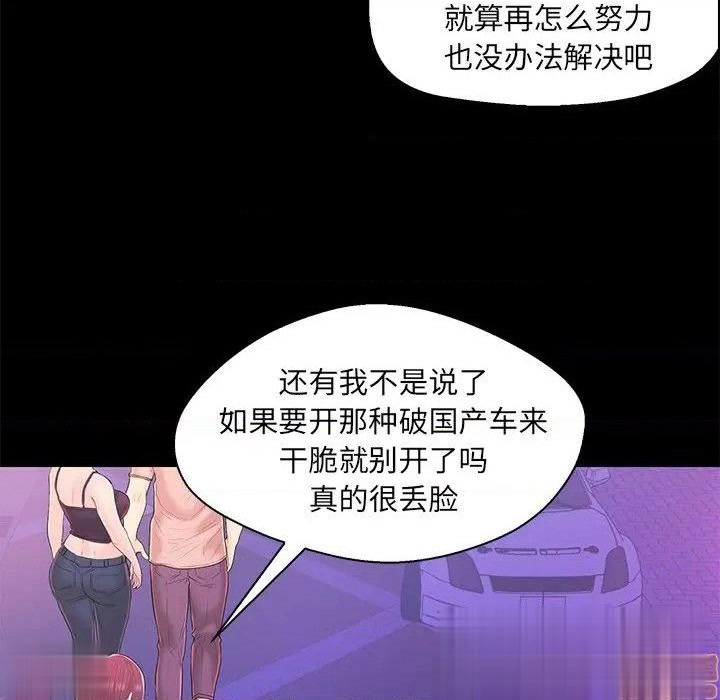 就算再怎么努力
也没办法解决吧
还有我不是说了
如果要开那种破国产车来
干脆就别开了吗
真的很丢脸